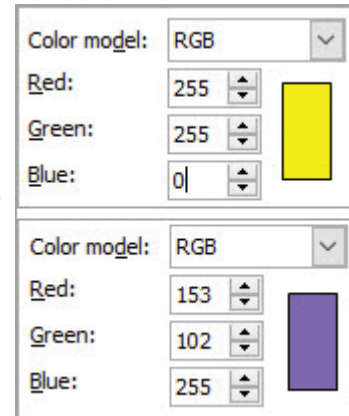 Color model: RGB
Red: 255
Green: 255
Blue: 0
Color model: RGB
Red: 153
Green: 102
Blue: 255